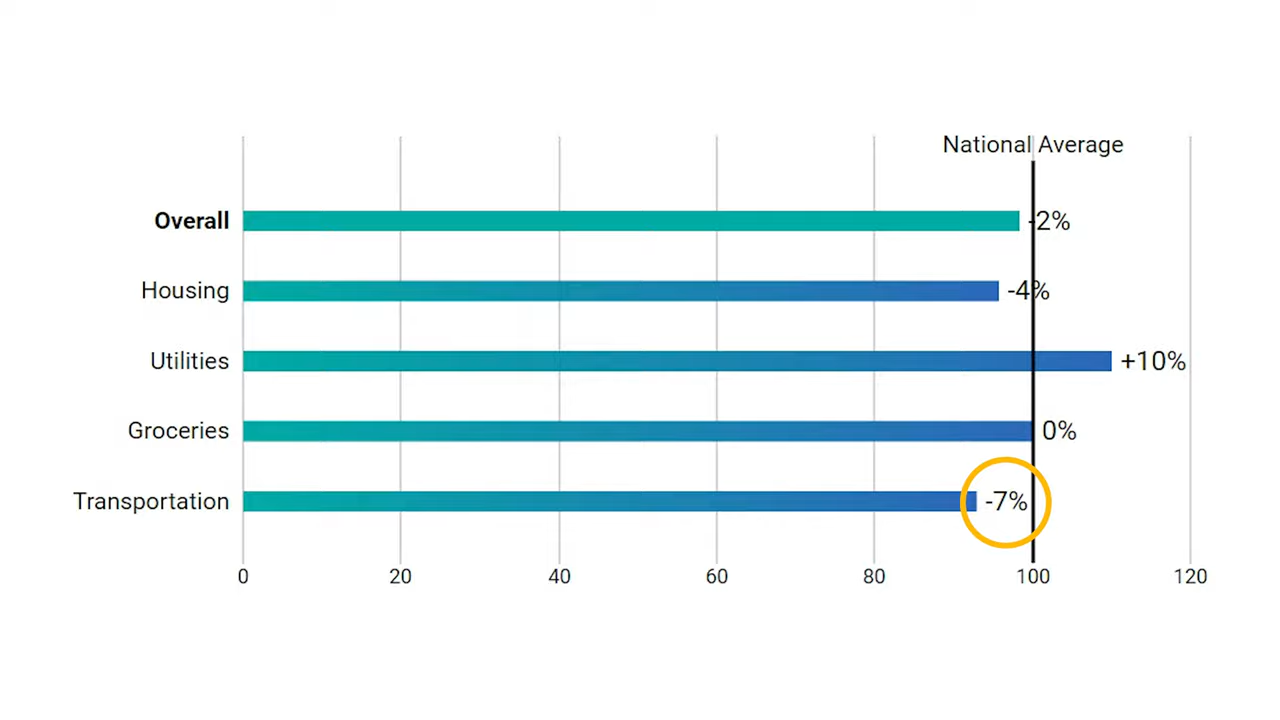 National Average
Overall -2%
Housing -4%
Utilities +10%
Groceries 0%
Transportation -7%
0 20 40 60 80 100 120